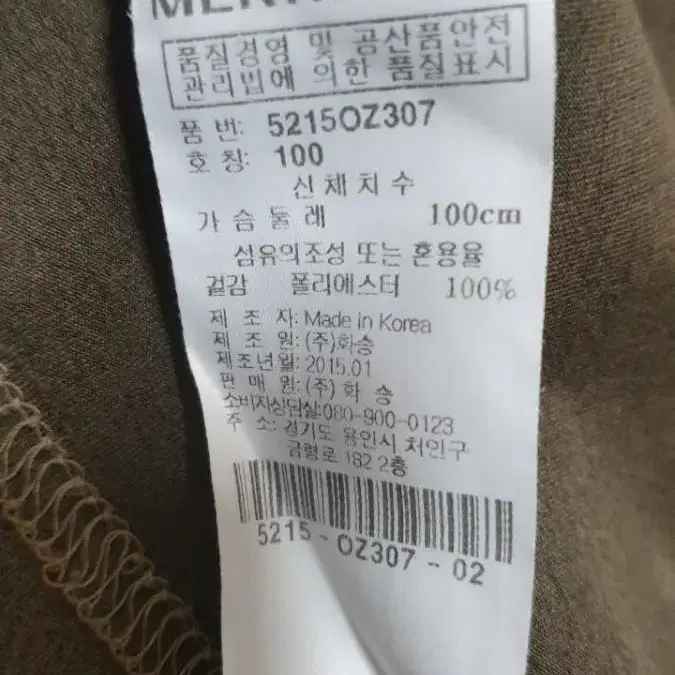 품질경영 및 공산품안전
관리법에 의한 품질표시
품 번: 5215OZ307
호 칭: 100
신체치수
가슴둘레 100cm
섬유의조성 또는 혼용율
겉감 폴리에스터 100%
제 조 자: Made in Korea
제 조 원: (주)화승
제조년월: 2015.01
판 매 원: (주) 화 승
소비자상담실:080-900-0123
주 소: 경기도 용인시 처인구
금령로 182 2층
5215 - OZ307 - 02